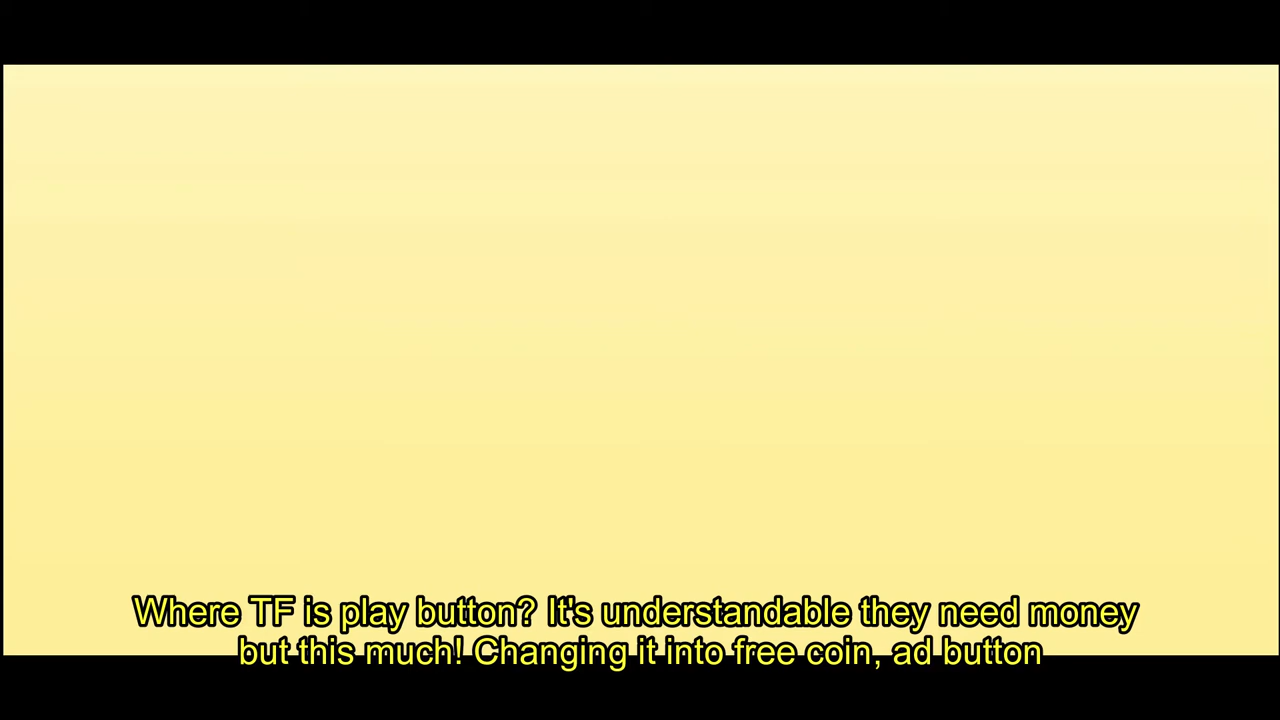 Where TF is play button? It's understandable they need money
but this much! Changing it into free coin, ad button